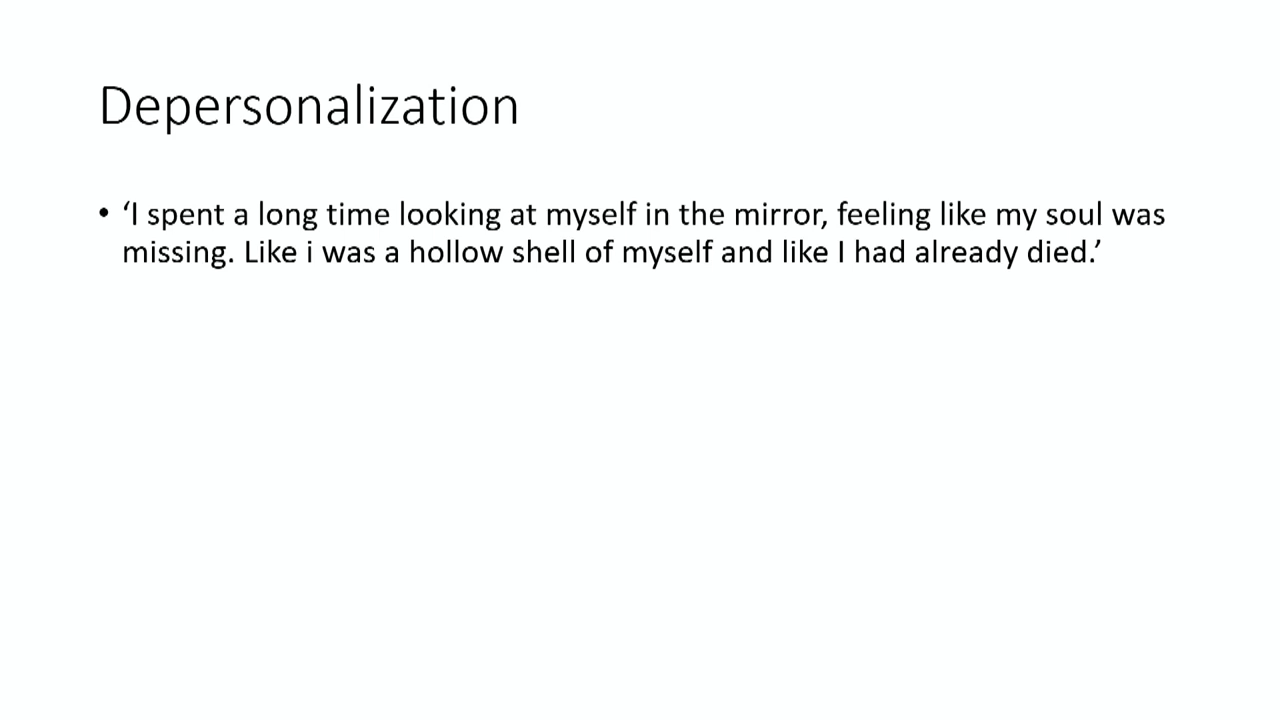 Depersonalization
• ‘I spent a long time looking at myself in the mirror, feeling like my soul was
missing. Like i was a hollow shell of myself and like I had already died.’